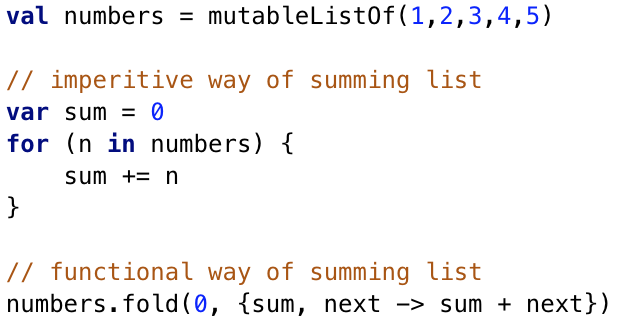 val numbers = mutableListOf(1,2,3,4,5)
// imperitive way of summing list
var sum = 0
for (n in numbers) {
    sum += n
}
// functional way of summing list
numbers.fold(0, {sum, next -> sum + next})